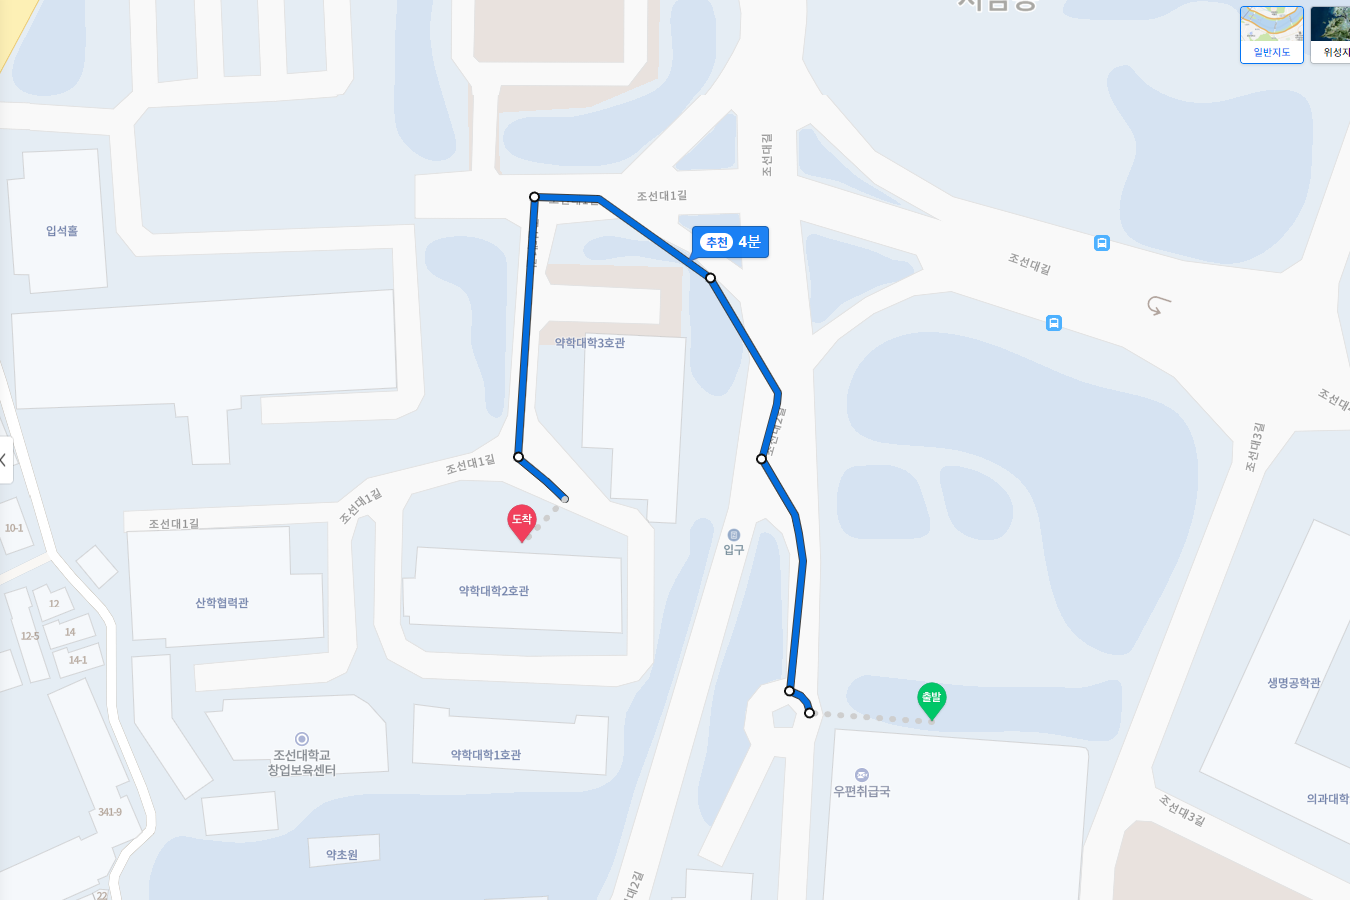 일반지도
위성지
조선대길
조선대1길
입석홀
추천 4분
조선대길
약학대학3호관
조선대2길
조선대3길
조선대1길
조선대1길
조선대1길
10-1
도착
입구
약학대학2호관
산학협력관
12
12-5
14
14-1
출발
생명공학관
조선대학교
창업보육센터
약학대학1호관
우편취급국
의과대학
조선대3길
341-9
약초원
대2길
22